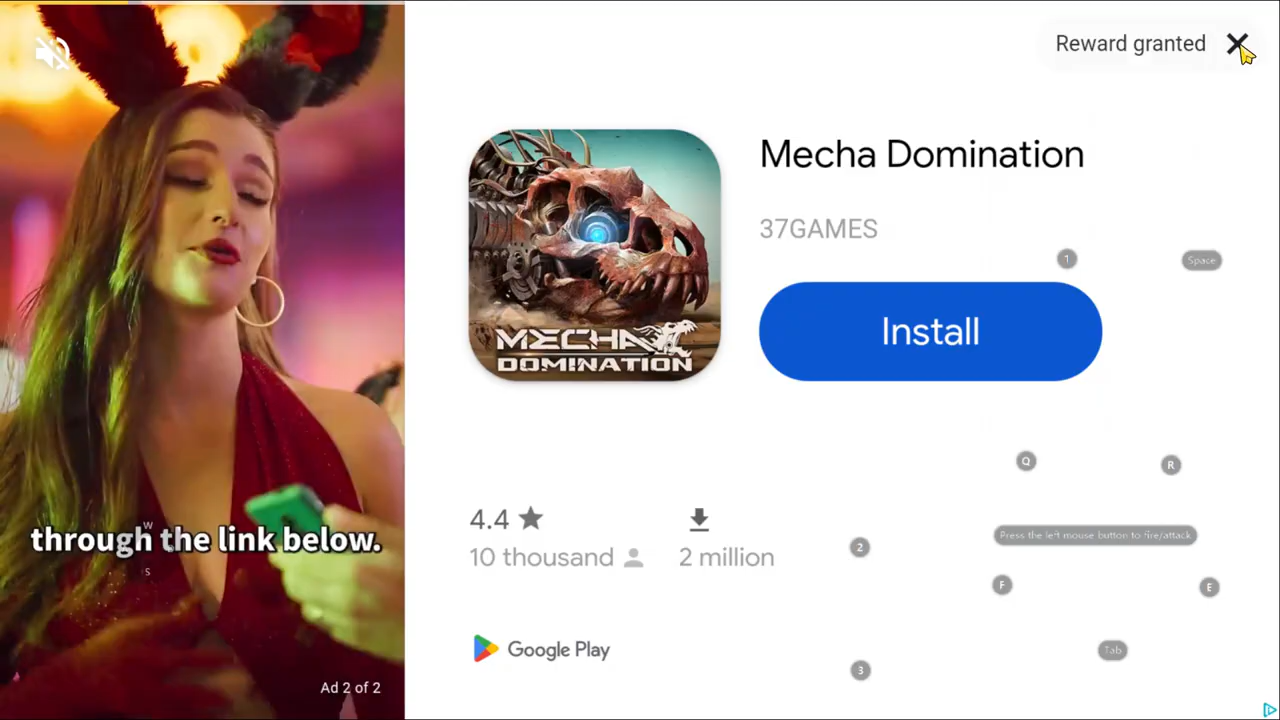 Reward granted
Mecha Domination
37GAMES
MECHA
DOMINATION
1
Space
Install
Q
R
4.4
10 thousand
2 million
W
through the link below.
S
Press the left mouse button to fire/attack
2
F
E
Google Play
Tab
3
Ad 2 of 2